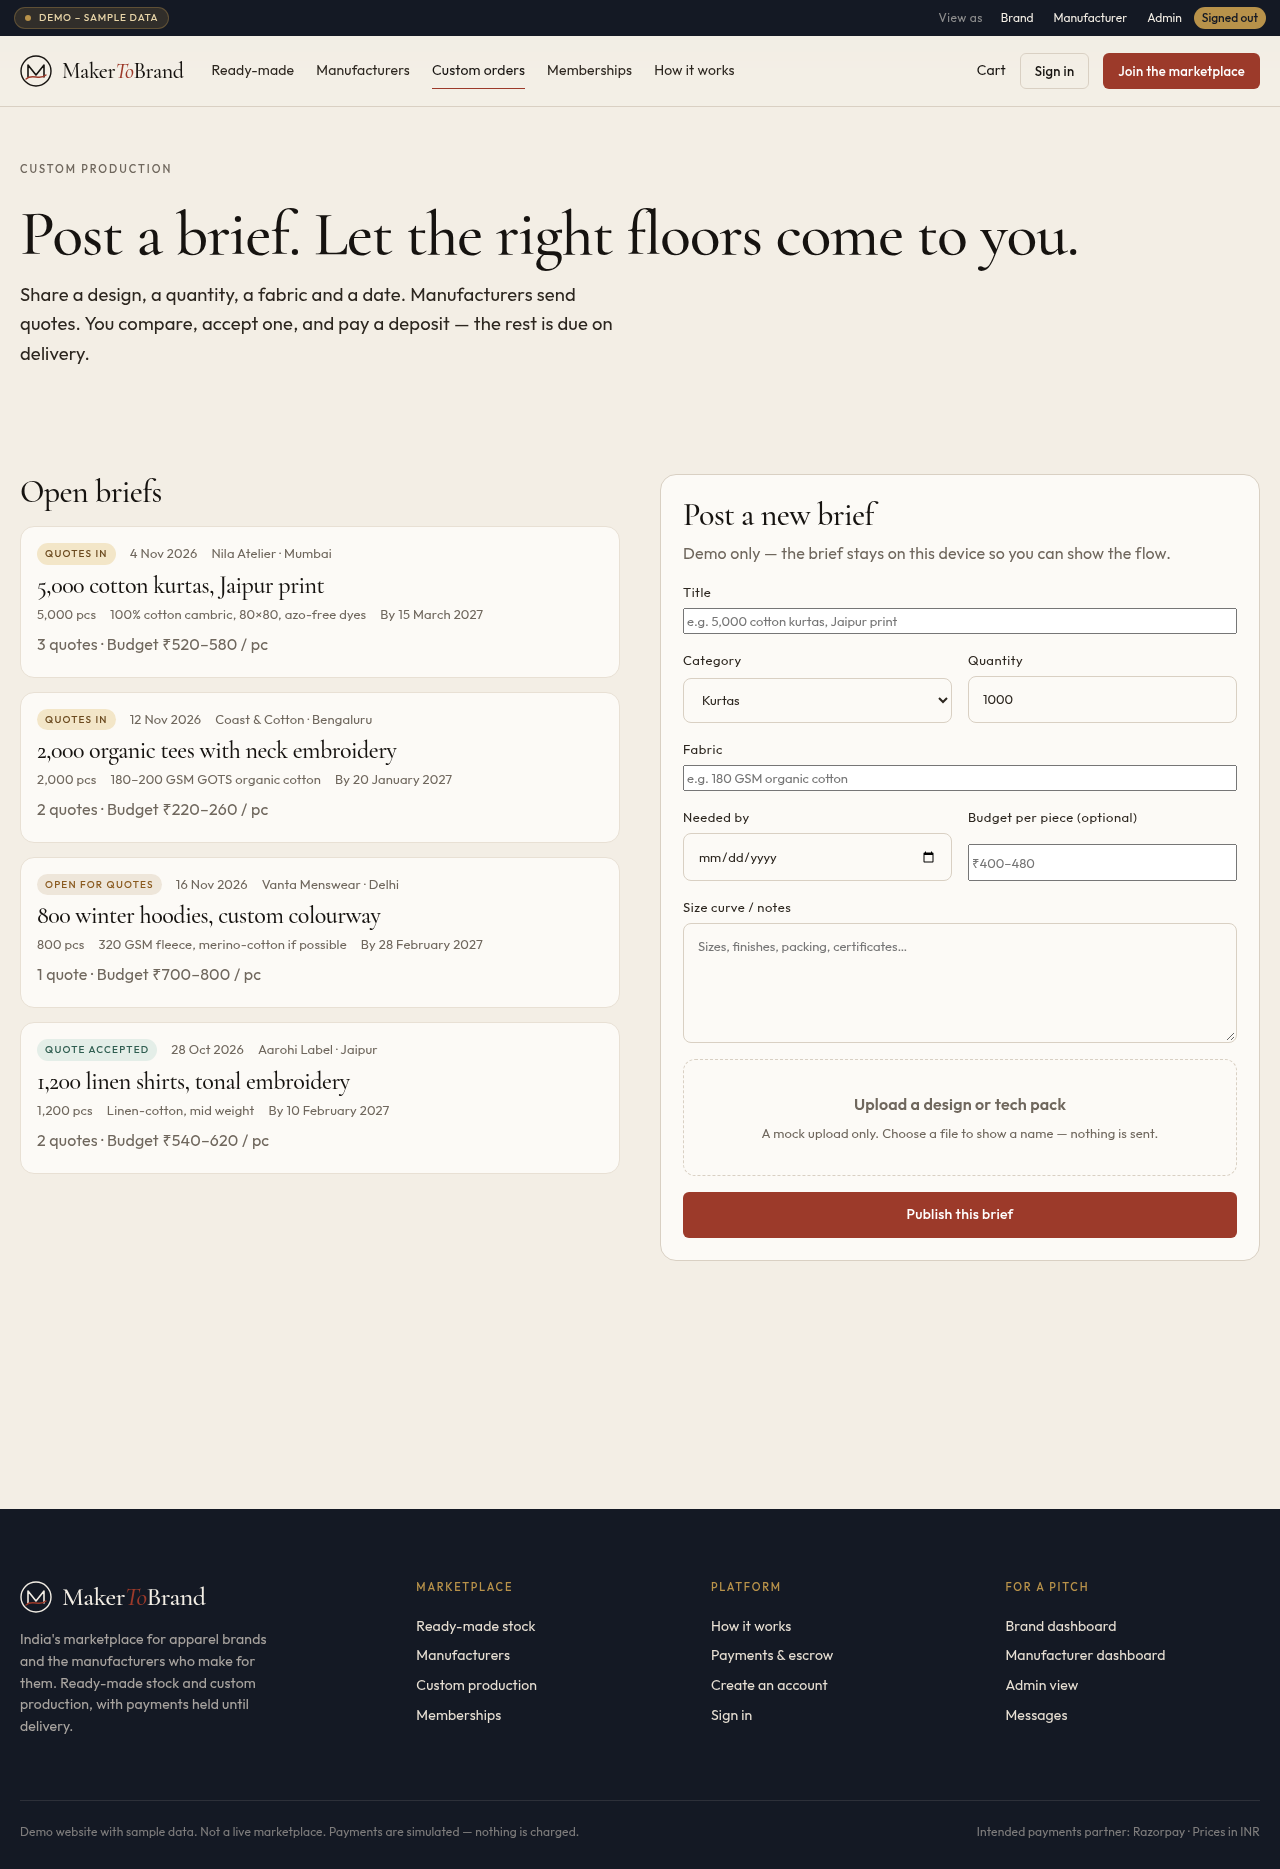 DEMO – SAMPLE DATA
View as Brand Manufacturer Admin Signed out
MakerToBrand Ready-made Manufacturers Custom orders Memberships How it works Cart Sign in Join the marketplace
CUSTOM PRODUCTION
Post a brief. Let the right floors come to you.
Share a design, a quantity, a fabric and a date. Manufacturers send
quotes. You compare, accept one, and pay a deposit — the rest is due on
delivery.
Open briefs
QUOTES IN 4 Nov 2026 Nila Atelier · Mumbai
5,000 cotton kurtas, Jaipur print
5,000 pcs 100% cotton cambric, 80×80, azo-free dyes By 15 March 2027
3 quotes · Budget ₹520–580 / pc
QUOTES IN 12 Nov 2026 Coast & Cotton · Bengaluru
2,000 organic tees with neck embroidery
2,000 pcs 180–200 GSM GOTS organic cotton By 20 January 2027
2 quotes · Budget ₹220–260 / pc
OPEN FOR QUOTES 16 Nov 2026 Vanta Menswear · Delhi
800 winter hoodies, custom colourway
800 pcs 320 GSM fleece, merino-cotton if possible By 28 February 2027
1 quote · Budget ₹700–800 / pc
QUOTE ACCEPTED 28 Oct 2026 Aarohi Label · Jaipur
1,200 linen shirts, tonal embroidery
1,200 pcs Linen-cotton, mid weight By 10 February 2027
2 quotes · Budget ₹540–620 / pc
Post a new brief
Demo only — the brief stays on this device so you can show the flow.
Title
e.g. 5,000 cotton kurtas, Jaipur print
Category Quantity
Kurtas 1000
Fabric
e.g. 180 GSM organic cotton
Needed by Budget per piece (optional)
mm/dd/yyyy ₹400–480
Size curve / notes
Sizes, finishes, packing, certificates…
Upload a design or tech pack
A mock upload only. Choose a file to show a name — nothing is sent.
Publish this brief
MakerToBrand
India's marketplace for apparel brands
and the manufacturers who make for
them. Ready-made stock and custom
production, with payments held until
delivery.
MARKETPLACE
Ready-made stock
Manufacturers
Custom production
Memberships
PLATFORM
How it works
Payments & escrow
Create an account
Sign in
FOR A PITCH
Brand dashboard
Manufacturer dashboard
Admin view
Messages
Demo website with sample data. Not a live marketplace. Payments are simulated — nothing is charged.
Intended payments partner: Razorpay · Prices in INR